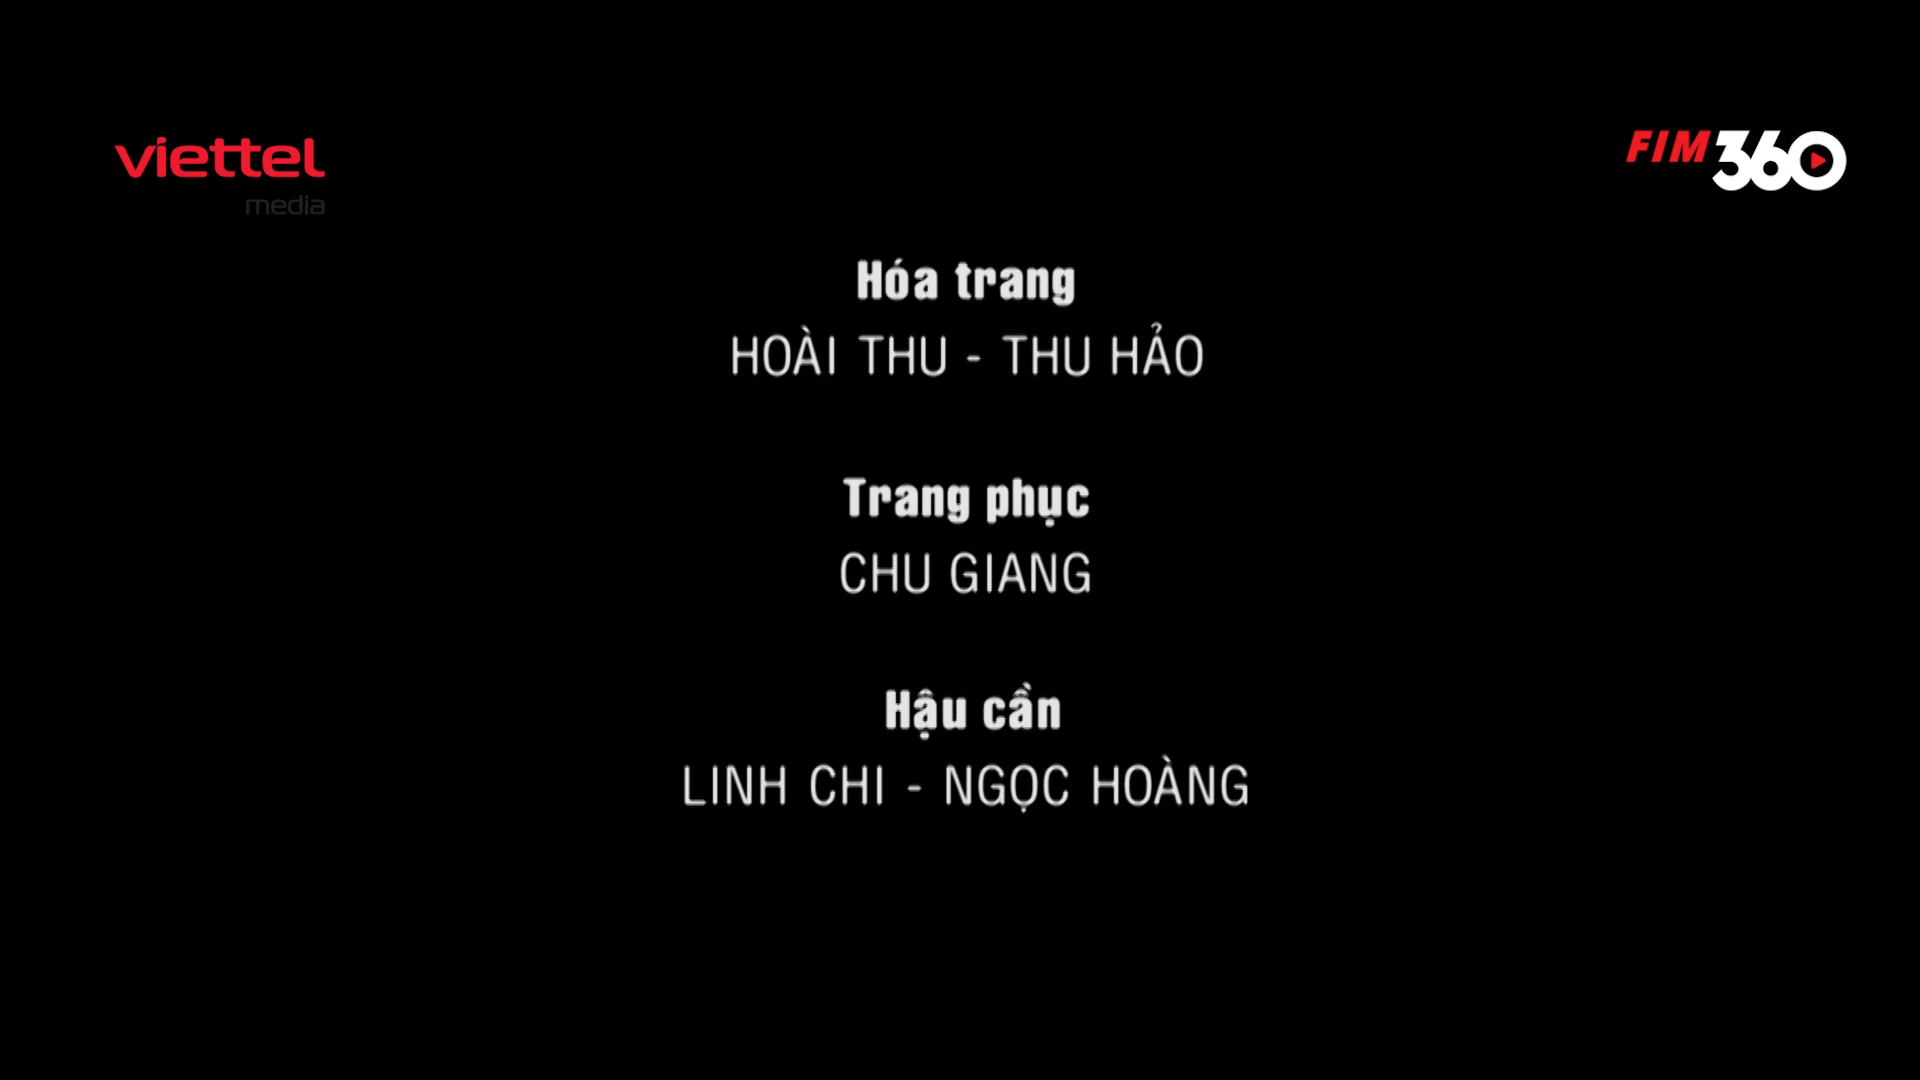 viettel
media
FIM360
Hóa trang
HOÀI THU - THU HẢO
Trang phục
CHU GIANG
Hậu cần
LINH CHI - NGỌC HOÀNG